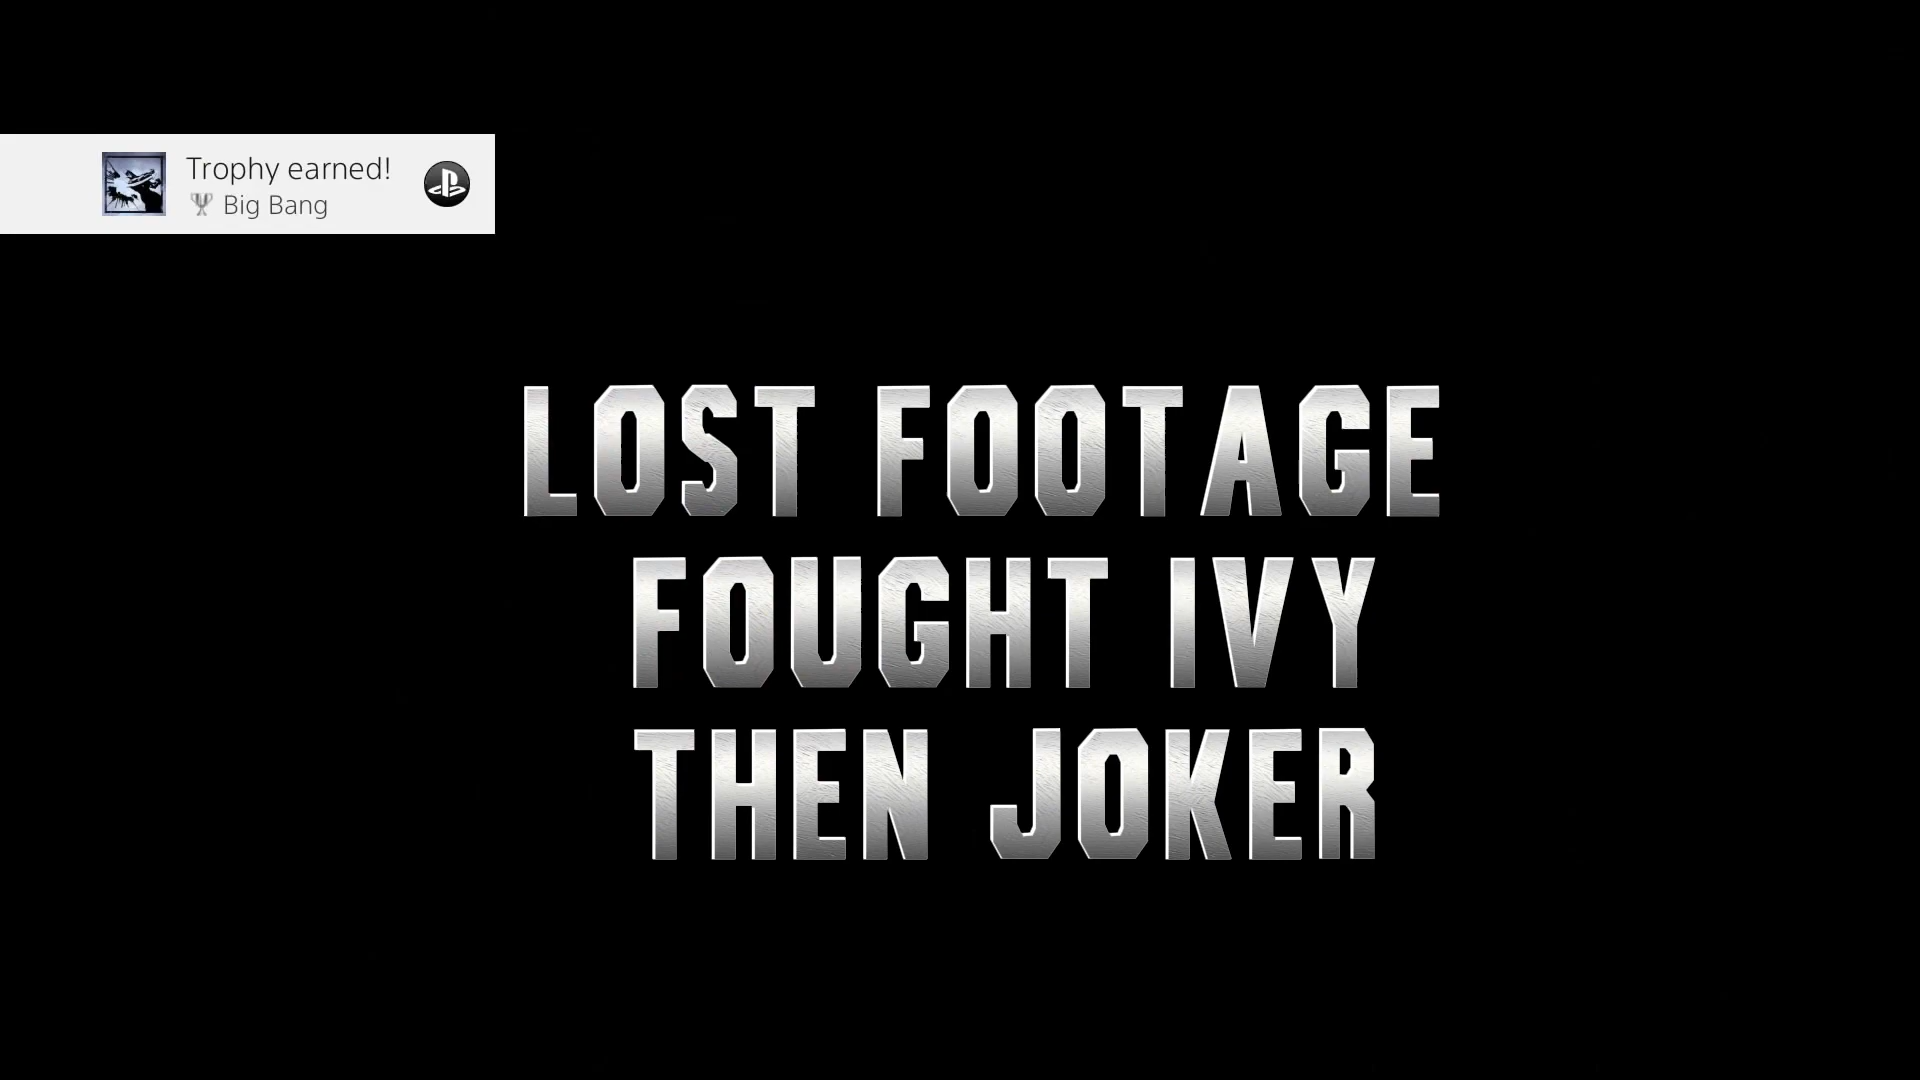 Trophy earned!
Big Bang
LOST FOOTAGE
FOUGHT IVY
THEN JOKER